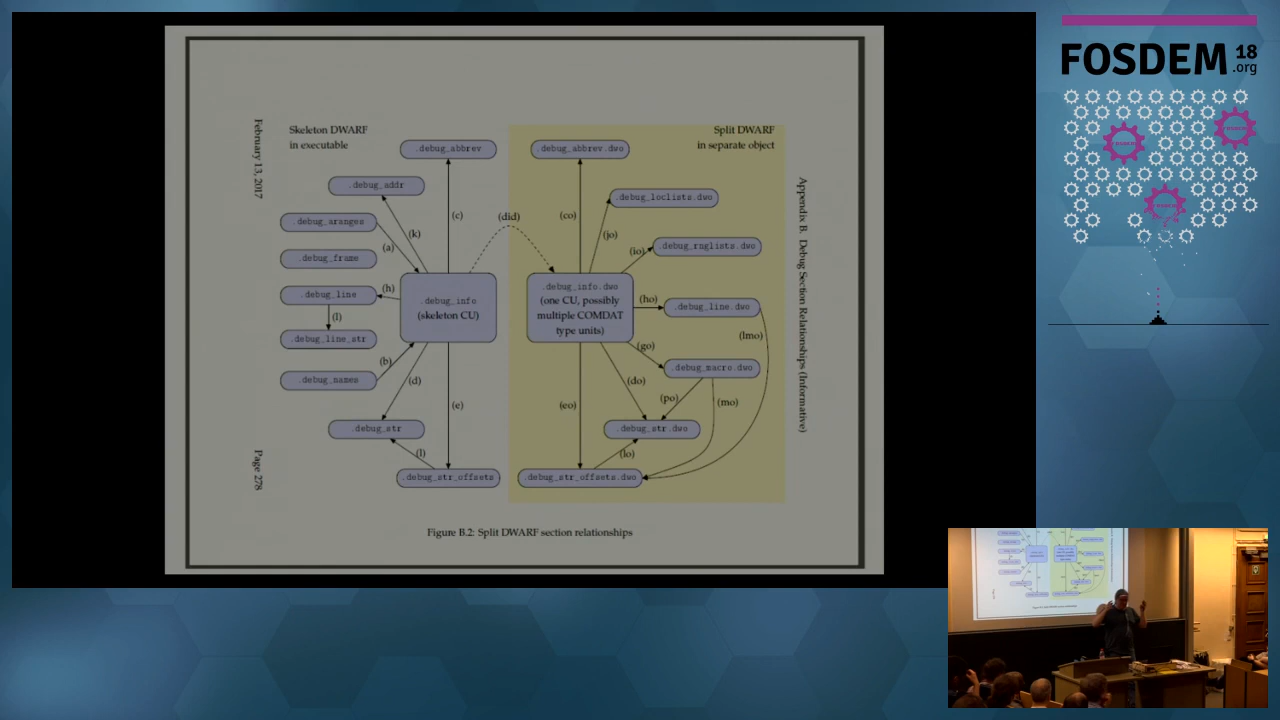 FOSDEM 18 .org
February 13, 2017
Page 278
Appendix B. Debug Section Relationships (Informative)
Skeleton DWARF
in executable
.debug_abbrev
.debug_addr
.debug_aranges
.debug_frame
.debug_line
.debug_line_str
.debug_names
.debug_info
(skeleton CU)
.debug_str
.debug_str_offsets
(c)
(k)
(a)
(h)
(l)
(b)
(d)
(e)
(l)
(did)
Split DWARF
in separate object
.debug_abbrev.dwo
.debug_loclists.dwo
.debug_rnglists.dwo
.debug_info.dwo
(one CU, possibly
multiple COMDAT
type units)
.debug_line.dwo
.debug_macro.dwo
.debug_str.dwo
.debug_str_offsets.dwo
(co)
(jo)
(io)
(ho)
(lmo)
(go)
(do)
(po)
(mo)
(eo)
(lo)
Figure B.2: Split DWARF section relationships